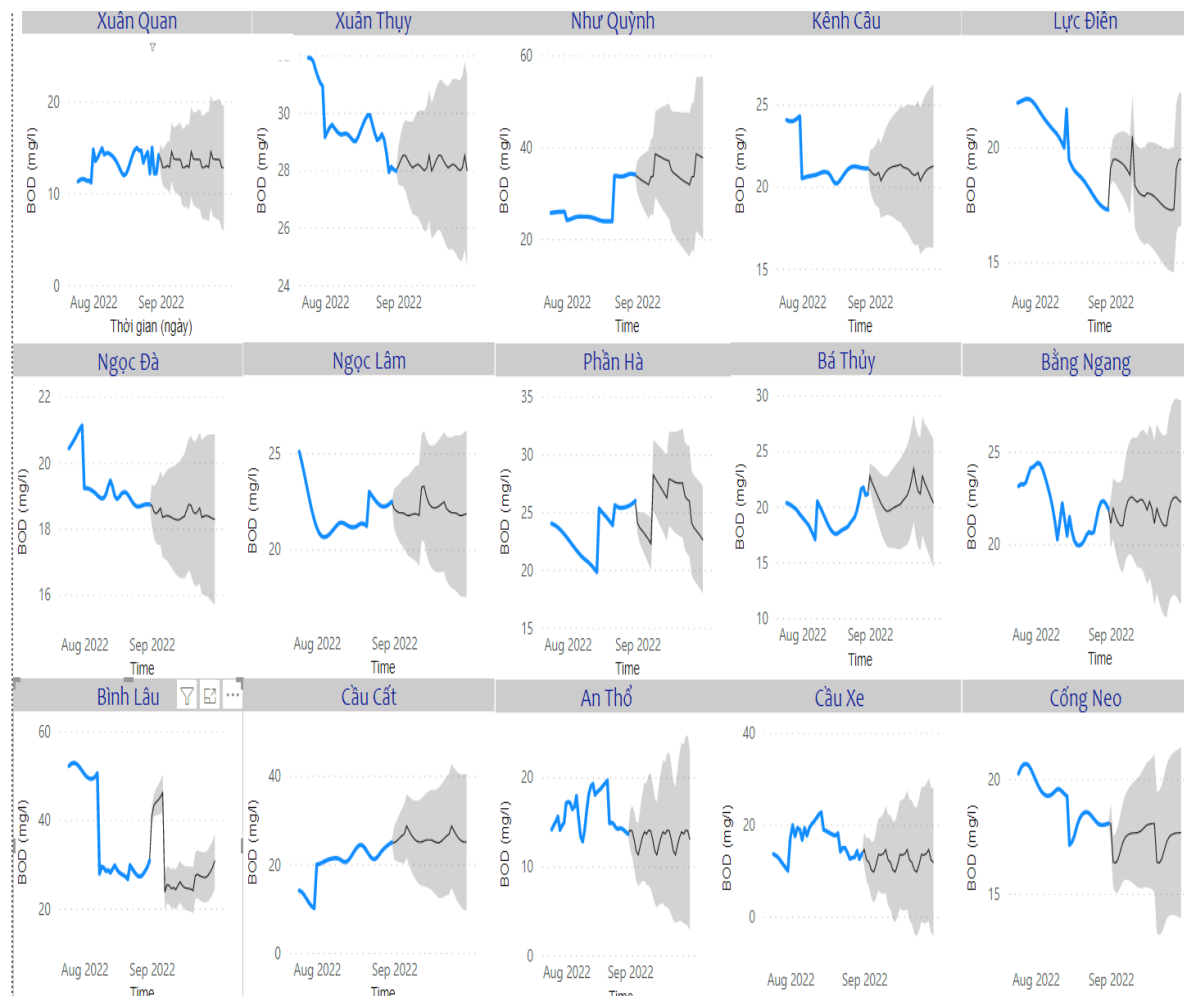 Xuân Quan
BOD (mg/l)
20
10
0
Aug 2022 Sep 2022
Thời gian (ngày)
Xuân Thụy
BOD (mg/l)
30
28
26
24
Aug 2022 Sep 2022
Như Quỳnh
BOD (mg/l)
60
40
20
Aug 2022 Sep 2022
Time
Kênh Cầu
BOD (mg/l)
25
20
15
Aug 2022 Sep 2022
Time
Lực Điền
BOD (mg/l)
20
15
Aug 2022 Sep 2022
Time
Ngọc Đà
BOD (mg/l)
22
20
18
16
Aug 2022 Sep 2022
Time
Ngọc Lâm
BOD (mg/l)
25
20
Aug 2022 Sep 2022
Time
Phần Hà
BOD (mg/l)
35
30
25
20
15
Aug 2022 Sep 2022
Time
Bá Thủy
BOD (mg/l)
30
25
20
15
10
Aug 2022 Sep 2022
Time
Bằng Ngang
BOD (mg/l)
25
20
Aug 2022 Sep 2022
Time
Bình Lâu
BOD (mg/l)
60
40
20
Aug 2022 Sep 2022
Time
Cầu Cất
BOD (mg/l)
40
20
0
Aug 2022 Sep 2022
Time
An Thổ
BOD (mg/l)
20
10
0
Aug 2022 Sep 2022
Time
Cầu Xe
BOD (mg/l)
40
20
0
Aug 2022 Sep 2022
Cống Neo
BOD (mg/l)
20
15
Aug 2022 Sep 2022